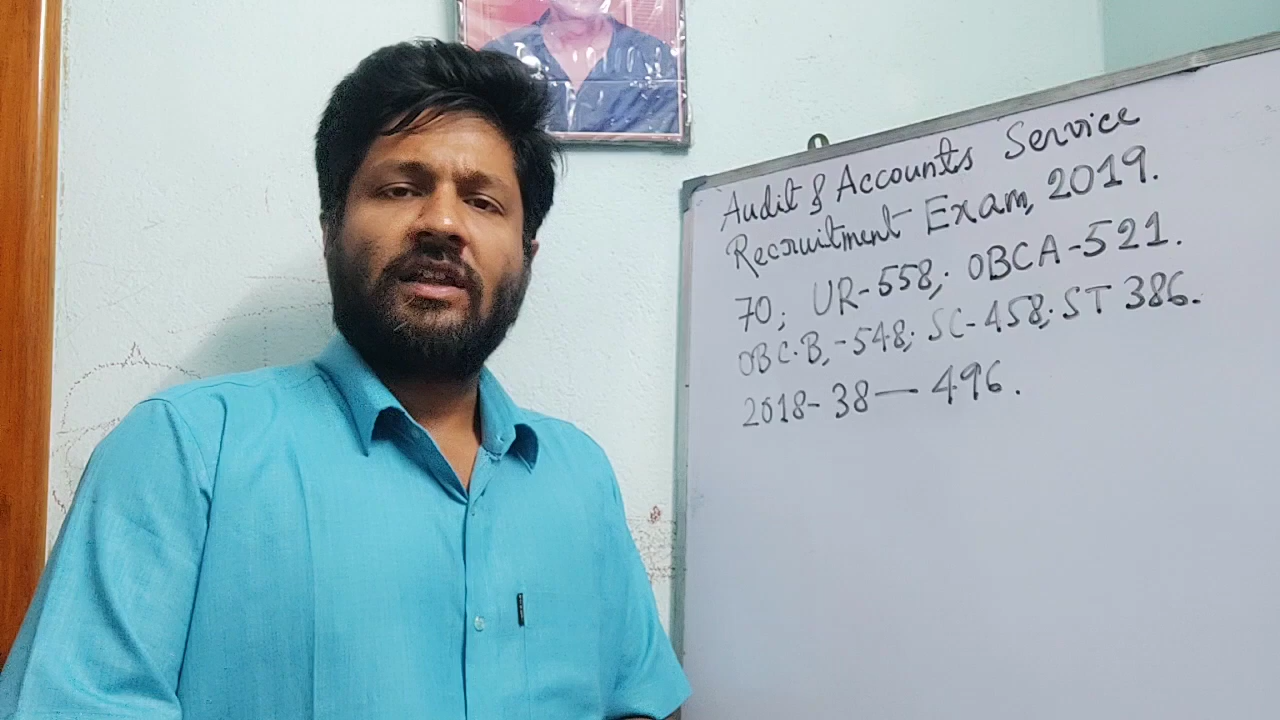 Audit & Accounts Service
Recruitment Exam, 2019.
70; UR-558; OBCA-521.
OBC.B,-548; SC-458; ST 386.
2018-38—496.